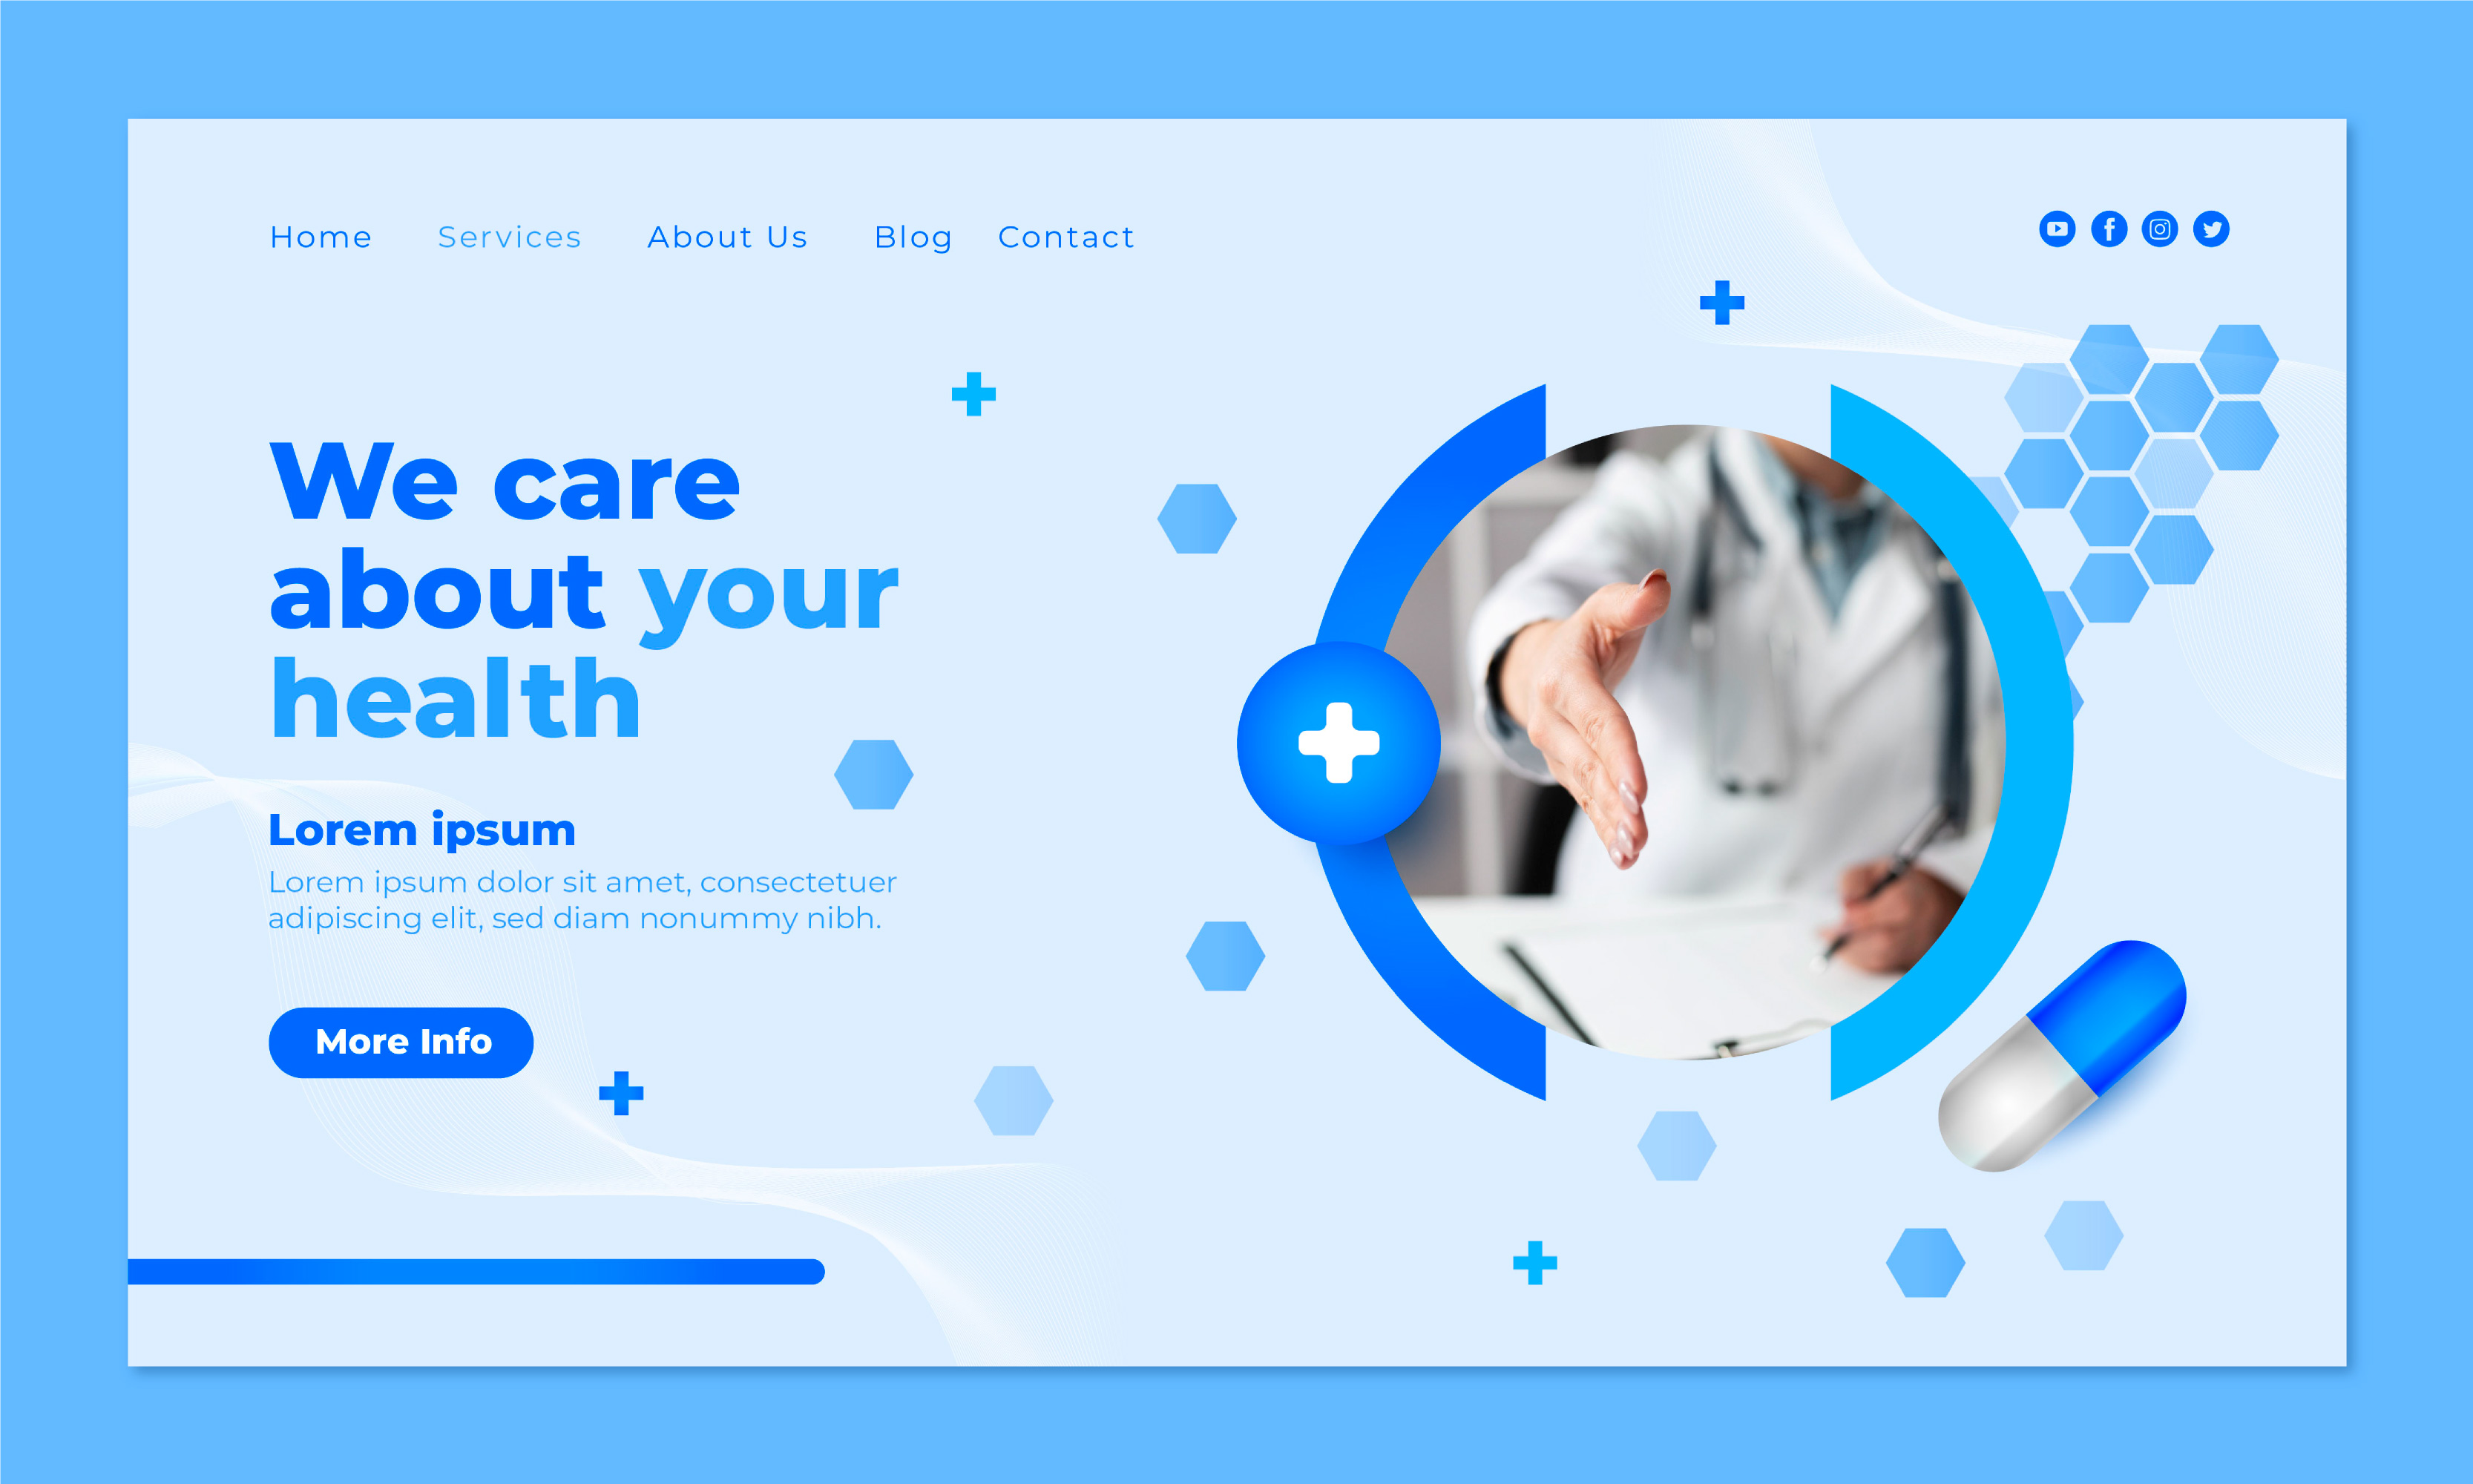 Home Services About Us Blog Contact
We care
about your
health
Lorem ipsum
Lorem ipsum dolor sit amet, consectetuer
adipiscing elit, sed diam nonummy nibh.
More Info